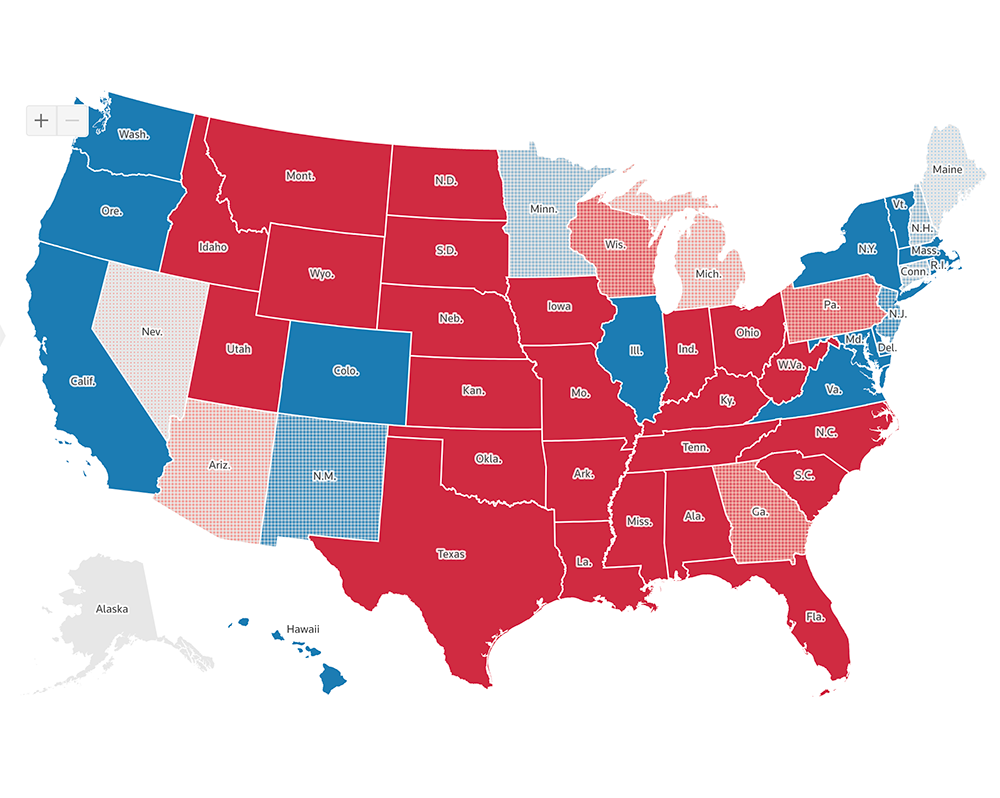 +
−
Wash.
Ore.
Calif.
Nev.
Idaho
Mont.
Wyo.
Utah
Ariz.
Colo.
N.M.
N.D.
S.D.
Neb.
Kan.
Okla.
Texas
Minn.
Iowa
Mo.
Ark.
La.
Wis.
Ill.
Mich.
Ind.
Ohio
Ky.
Tenn.
Miss.
Ala.
Ga.
Fla.
S.C.
N.C.
Va.
W.Va.
Md.
Del.
Pa.
N.J.
N.Y.
Conn.
R.I.
Mass.
Vt.
N.H.
Maine
Alaska
Hawaii